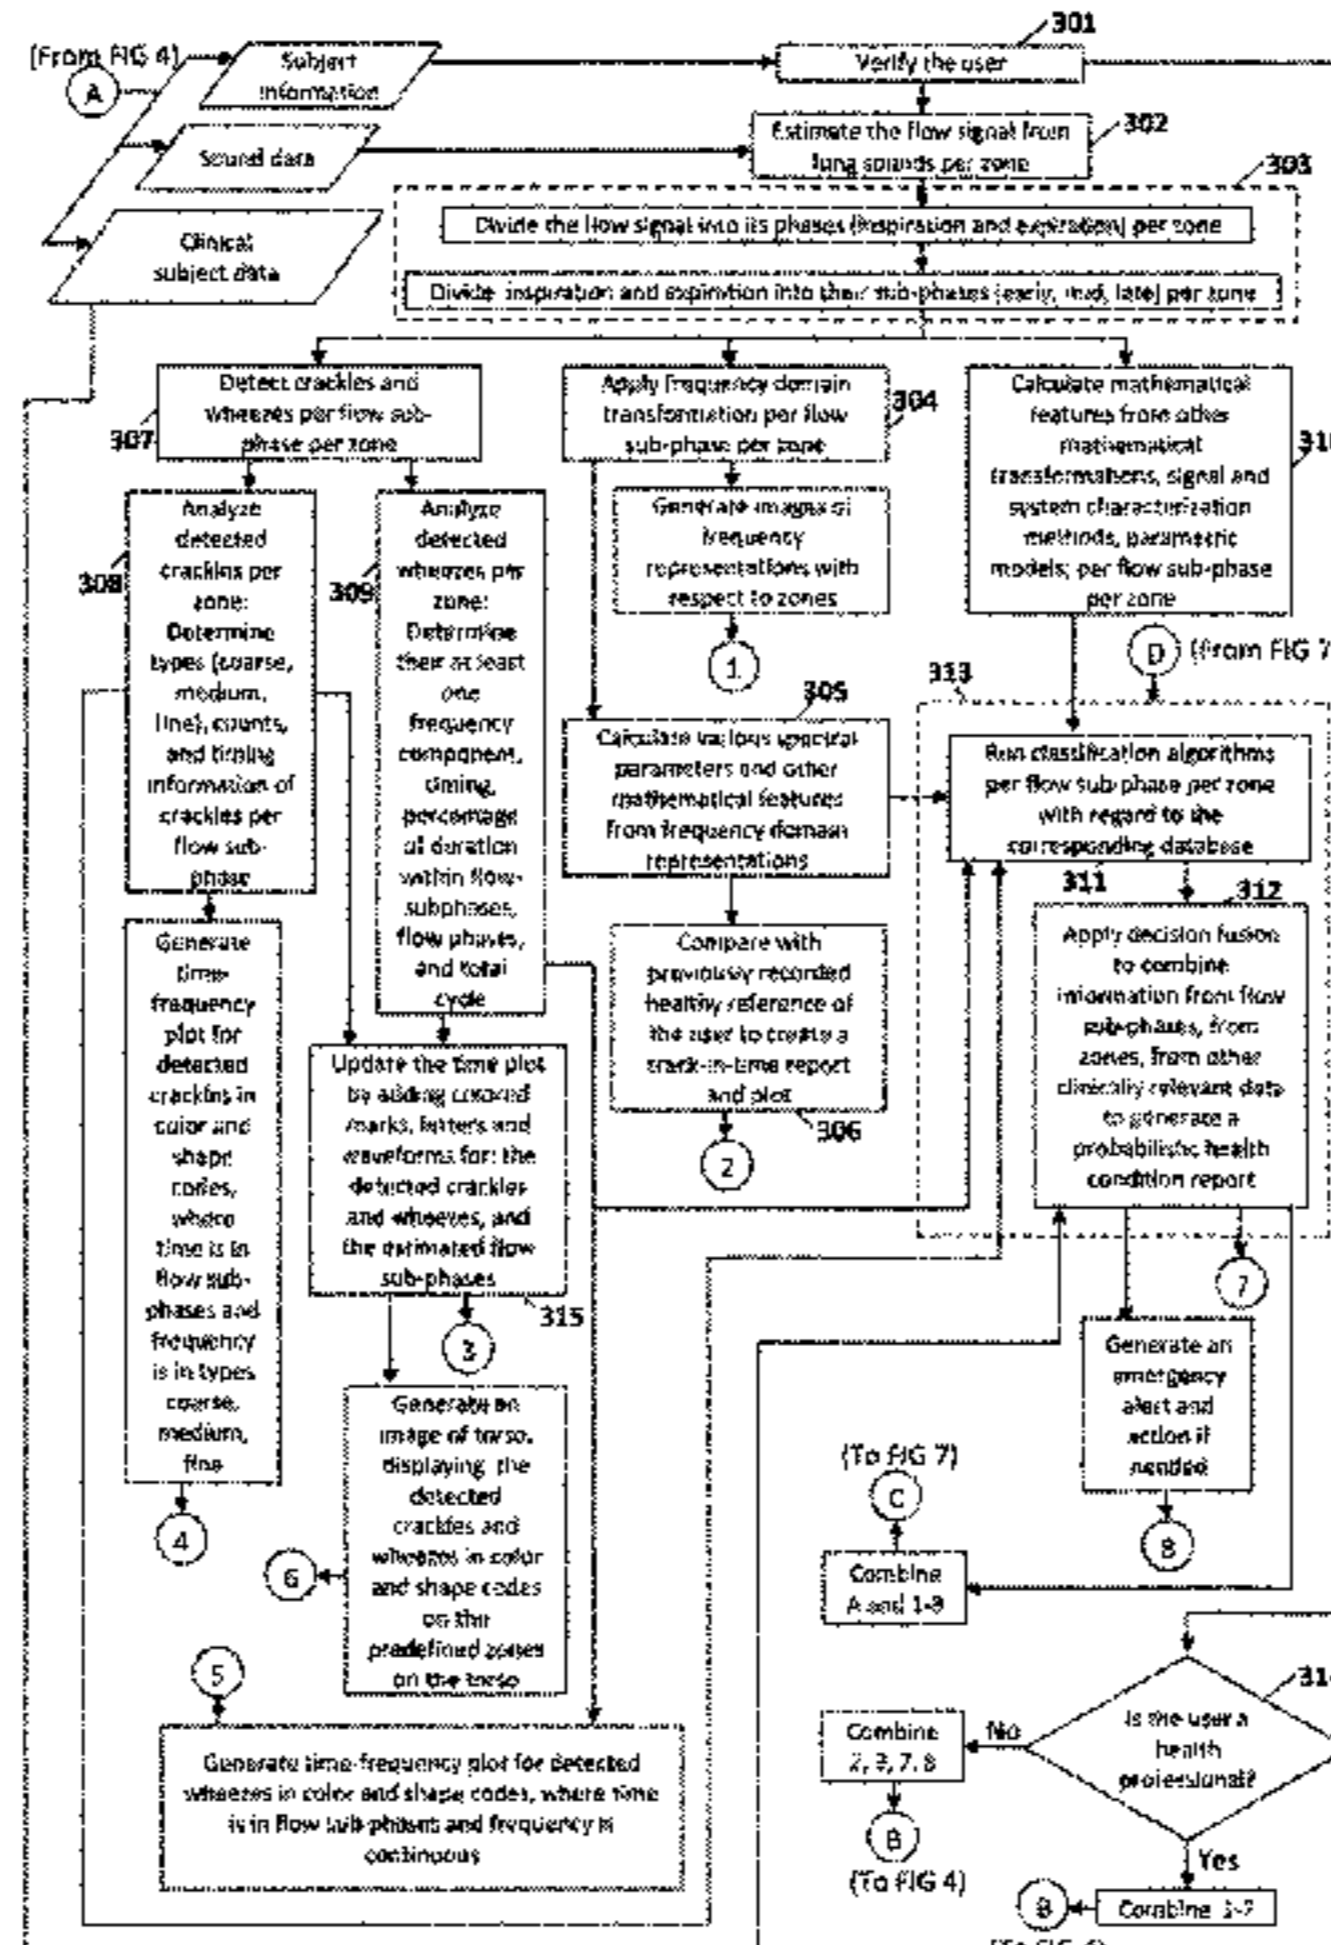 (From FIG 4)
A
Subject
information
Sound data
Clinical
subject data
301
Verify the user
302
Estimate the flow signal from
lung sounds per zone
303
Divide the flow signal into its phases (inspiration and expiration) per zone
Divide inspiration and expiration into their sub-phases (early, mid, late) per zone
307
Detect crackles and
wheezes per flow sub-
phase per zone
304
Apply frequency domain
transformation per flow
sub-phase per zone
Calculate mathematical
features from other
mathematical
transformations, signal and
system characterization
methods, parametric
models; per flow sub-phase
per zone
308
Analyze
detected
crackles per
zone:
Determine
types (coarse,
medium,
fine), counts,
and timing
information of
crackles per
flow sub-
phase
309
Analyze
detected
wheezes per
zone:
Determine
their at least
one
frequency
component,
timing,
percentage
of duration
within flow-
subphases,
flow phases,
and total
cycle
Generate images of
frequency
representations with
respect to zones
1
D
(From FIG 7
313
305
Calculate various spectral
parameters and other
mathematical features
from frequency domain
representations
Run classification algorithms
per flow sub-phase per zone
with regard to the
corresponding database
311
312
Apply decision fusion
to combine
information from flow
sub-phases, from
zones, from other
clinically relevant data
to generate a
probabilistic health
condition report
Compare with
previously recorded
healthy reference of
the user to create a
track-in-time report
and plot
306
2
Generate
time-
frequency
plot for
detected
crackles in
color and
shape
codes,
where
time is in
flow sub-
phases and
frequency
is in types
coarse,
medium,
fine
4
Update the time plot
by adding colored
marks, letters and
waveforms for: the
detected crackles
and wheezes, and
the estimated flow
sub-phases
315
3
7
Generate an
emergency
alert and
action if
needed
8
Generate an
image of torso,
displaying the
detected
crackles and
wheezes in color
and shape codes
on the
predefined zones
on the torso
6
(To FIG 7)
C
Combine
A and 1-8
5
Generate time-frequency plot for detected
wheezes in color and shape codes, where time
is in flow sub-phases and frequency is
continuous
Is the user a
health
professional?
No
Combine
2, 3, 7, 8
B
(To FIG 4)
Yes
Combine 1-7
B